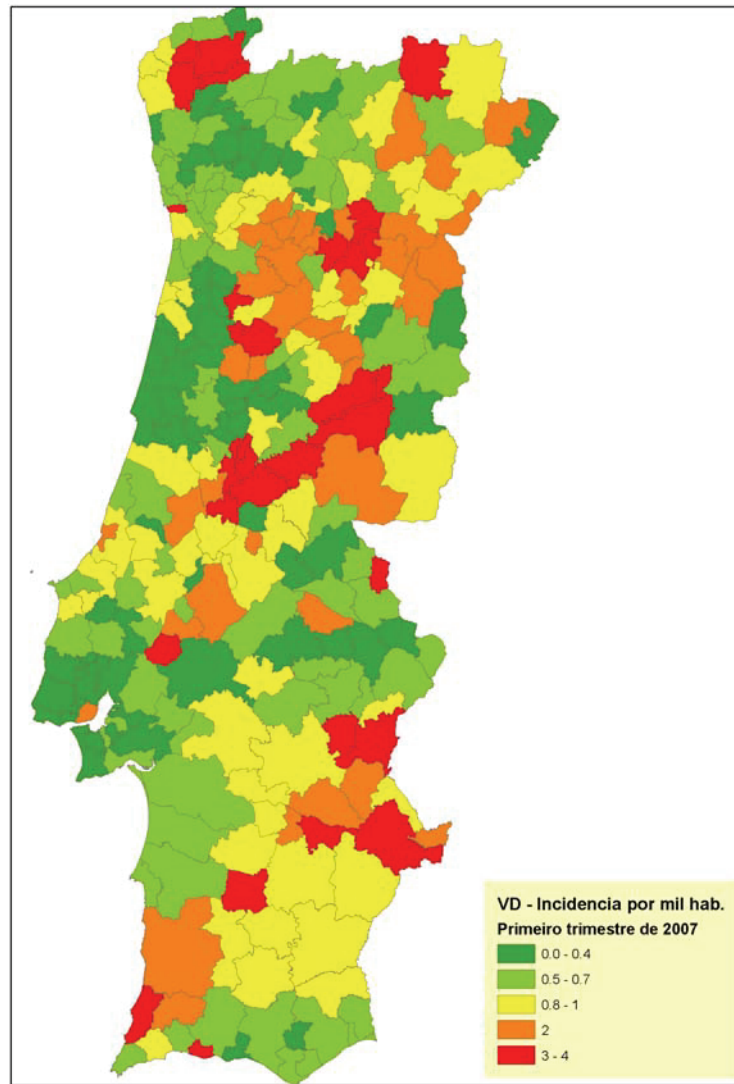 VD - Incidencia por mil hab.
Primeiro trimestre de 2007
0.0 - 0.4
0.5 - 0.7
0.8 - 1
2
3 - 4